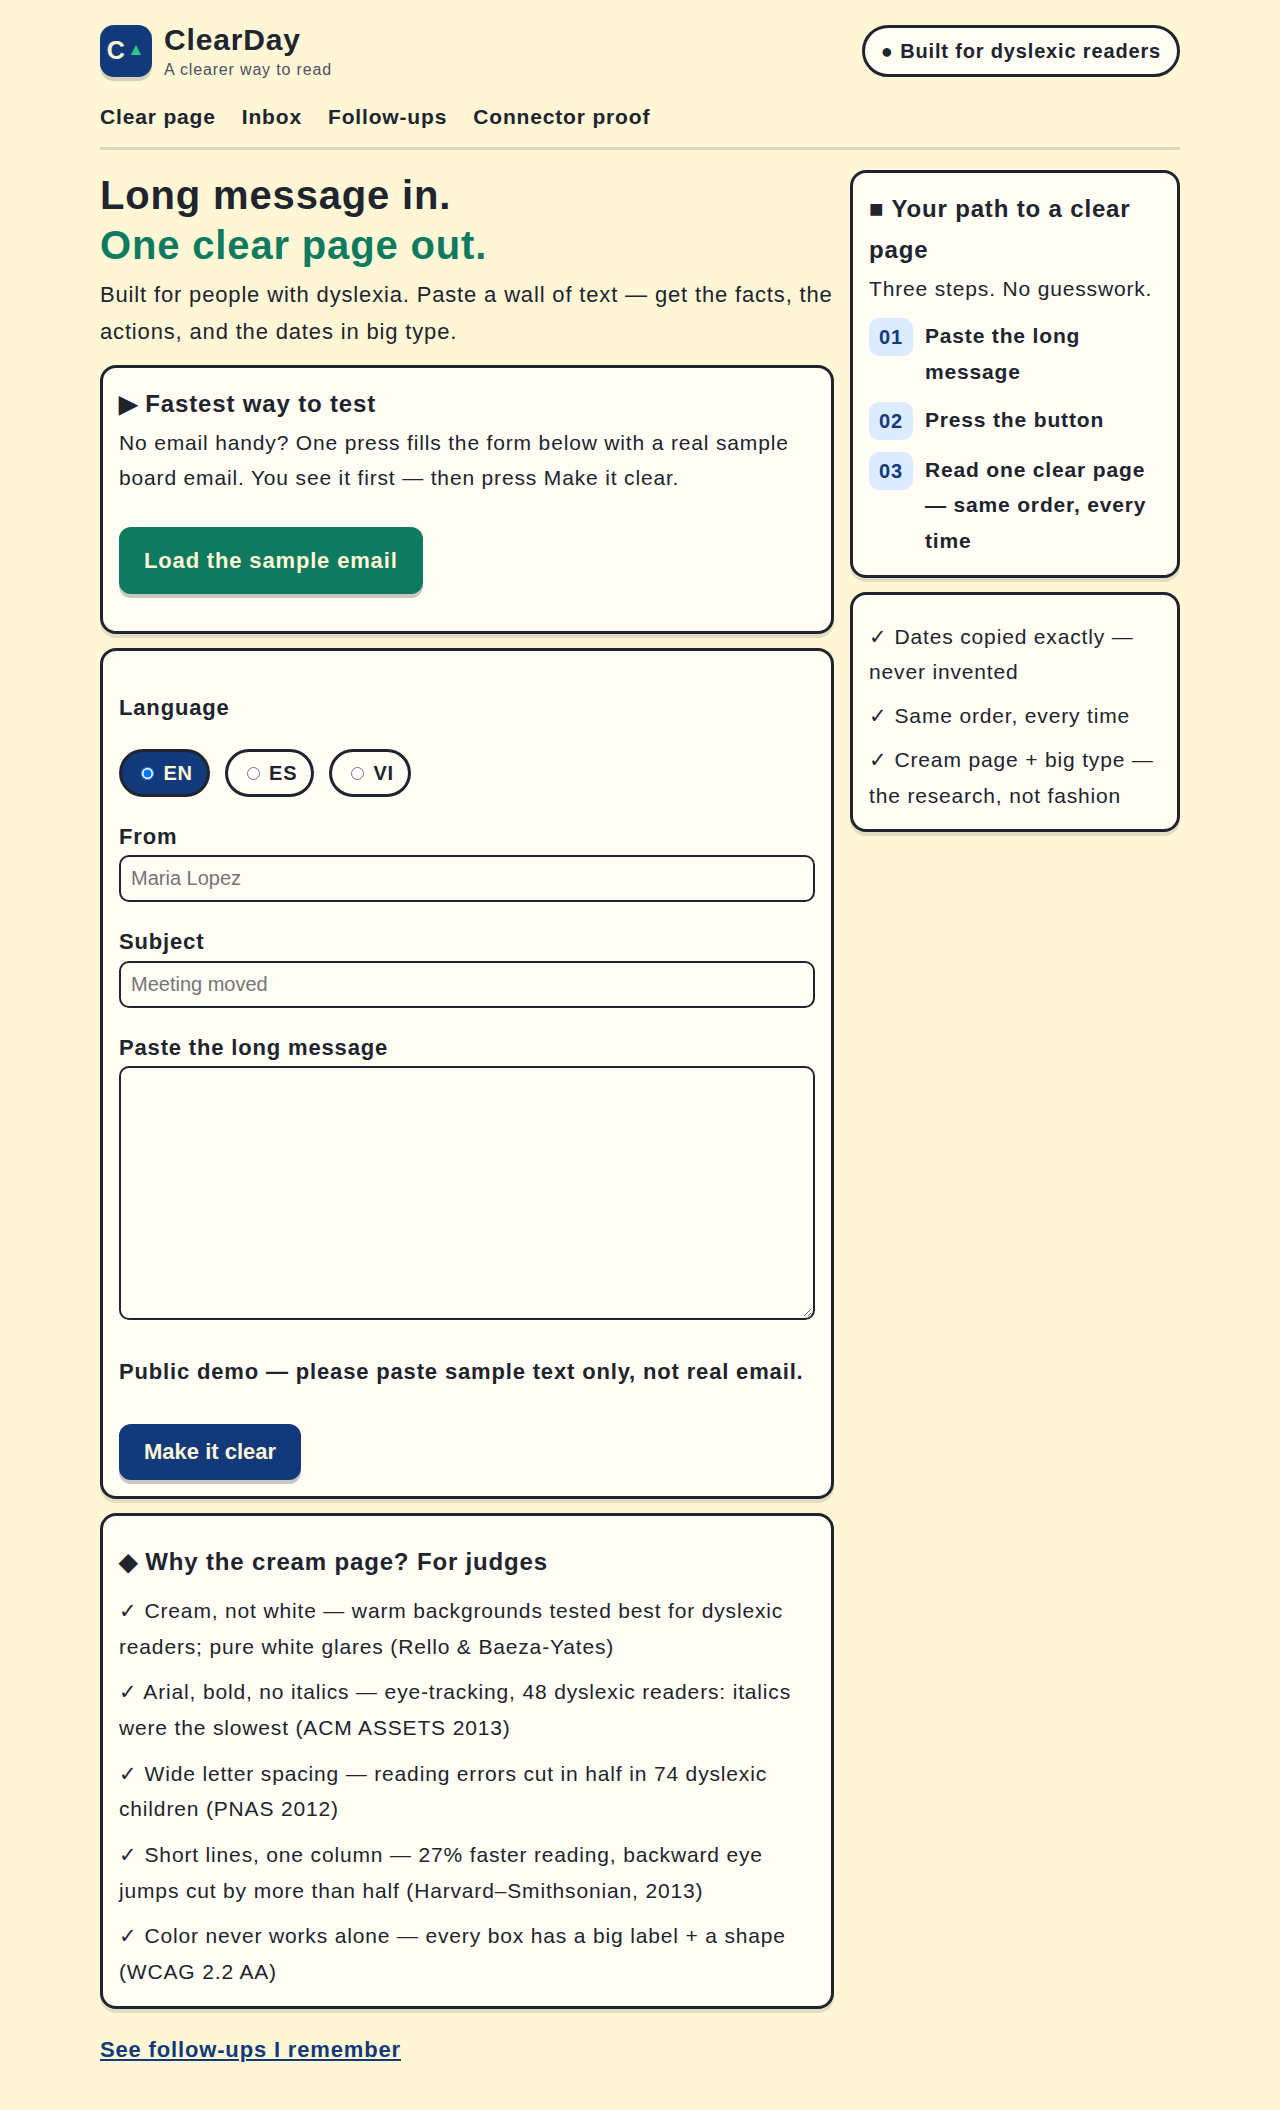 C▲
ClearDay
A clearer way to read
● Built for dyslexic readers
Clear page Inbox Follow-ups Connector proof
Long message in.
One clear page out.
Built for people with dyslexia. Paste a wall of text — get the facts, the
actions, and the dates in big type.
▶ Fastest way to test
No email handy? One press fills the form below with a real sample
board email. You see it first — then press Make it clear.
Load the sample email
Language
EN ES VI
From
Maria Lopez
Subject
Meeting moved
Paste the long message
Public demo — please paste sample text only, not real email.
Make it clear
◆ Why the cream page? For judges
✓ Cream, not white — warm backgrounds tested best for dyslexic
readers; pure white glares (Rello & Baeza-Yates)
✓ Arial, bold, no italics — eye-tracking, 48 dyslexic readers: italics
were the slowest (ACM ASSETS 2013)
✓ Wide letter spacing — reading errors cut in half in 74 dyslexic
children (PNAS 2012)
✓ Short lines, one column — 27% faster reading, backward eye
jumps cut by more than half (Harvard–Smithsonian, 2013)
✓ Color never works alone — every box has a big label + a shape
(WCAG 2.2 AA)
See follow-ups I remember
■ Your path to a clear
page
Three steps. No guesswork.
01 Paste the long
message
02 Press the button
03 Read one clear page
— same order, every
time
✓ Dates copied exactly —
never invented
✓ Same order, every time
✓ Cream page + big type —
the research, not fashion